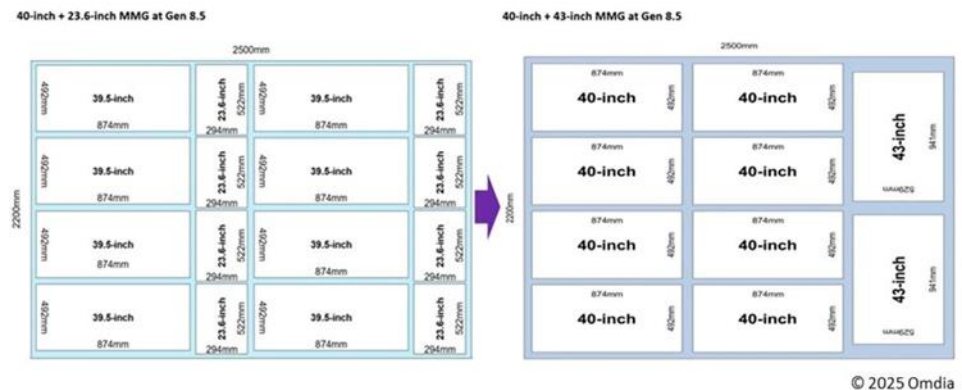 40-inch + 23.6-inch MMG at Gen 8.5
2500mm
2200mm
492mm
39.5-inch
874mm
23.6-inch
522mm
294mm
492mm
39.5-inch
874mm
23.6-inch
522mm
294mm
492mm
39.5-inch
874mm
23.6-inch
522mm
294mm
492mm
39.5-inch
874mm
23.6-inch
522mm
294mm
492mm
39.5-inch
874mm
23.6-inch
522mm
294mm
492mm
39.5-inch
874mm
23.6-inch
522mm
294mm
492mm
39.5-inch
874mm
23.6-inch
522mm
294mm
492mm
39.5-inch
874mm
23.6-inch
522mm
294mm
40-inch + 43-inch MMG at Gen 8.5
2500mm
2200mm
874mm
40-inch
492mm
874mm
40-inch
492mm
874mm
40-inch
492mm
874mm
40-inch
492mm
874mm
40-inch
492mm
874mm
40-inch
492mm
874mm
40-inch
492mm
874mm
40-inch
492mm
43-inch
941mm
529mm
43-inch
941mm
529mm
© 2025 Omdia